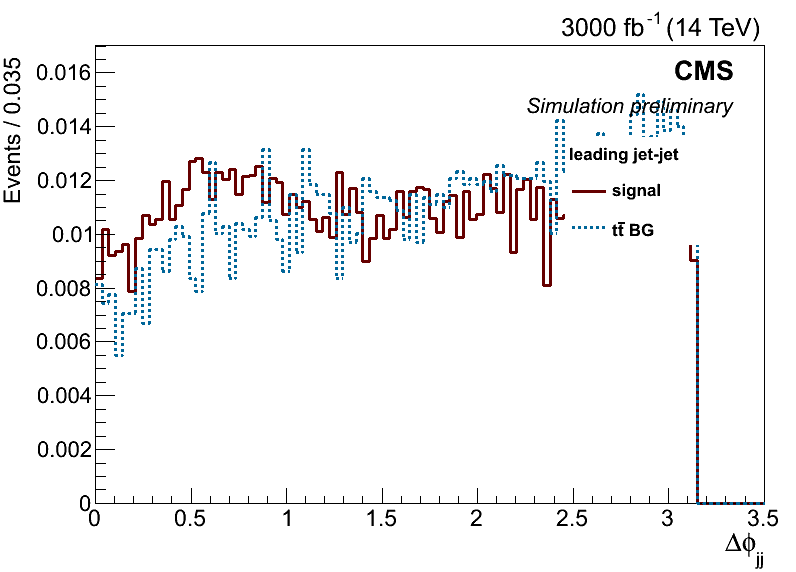 3000 fb⁻¹ (14 TeV)
Events / 0.035
CMS
Simulation preliminary
leading jet-jet
signal
tt̄ BG
0.016
0.014
0.012
0.01
0.008
0.006
0.004
0.002
0
0 0.5 1 1.5 2 2.5 3 3.5
Δϕjj